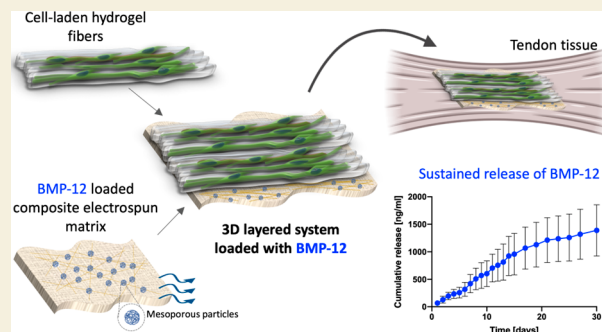 Cell-laden hydrogel
fibers
Tendon tissue
BMP-12 loaded
composite electrospun
matrix
3D layered system
loaded with BMP-12
Mesoporous particles
Sustained release of BMP-12
Cumulative release [ng/ml]
2000
1500
1000
500
0
0
10
20
30
Time [days]